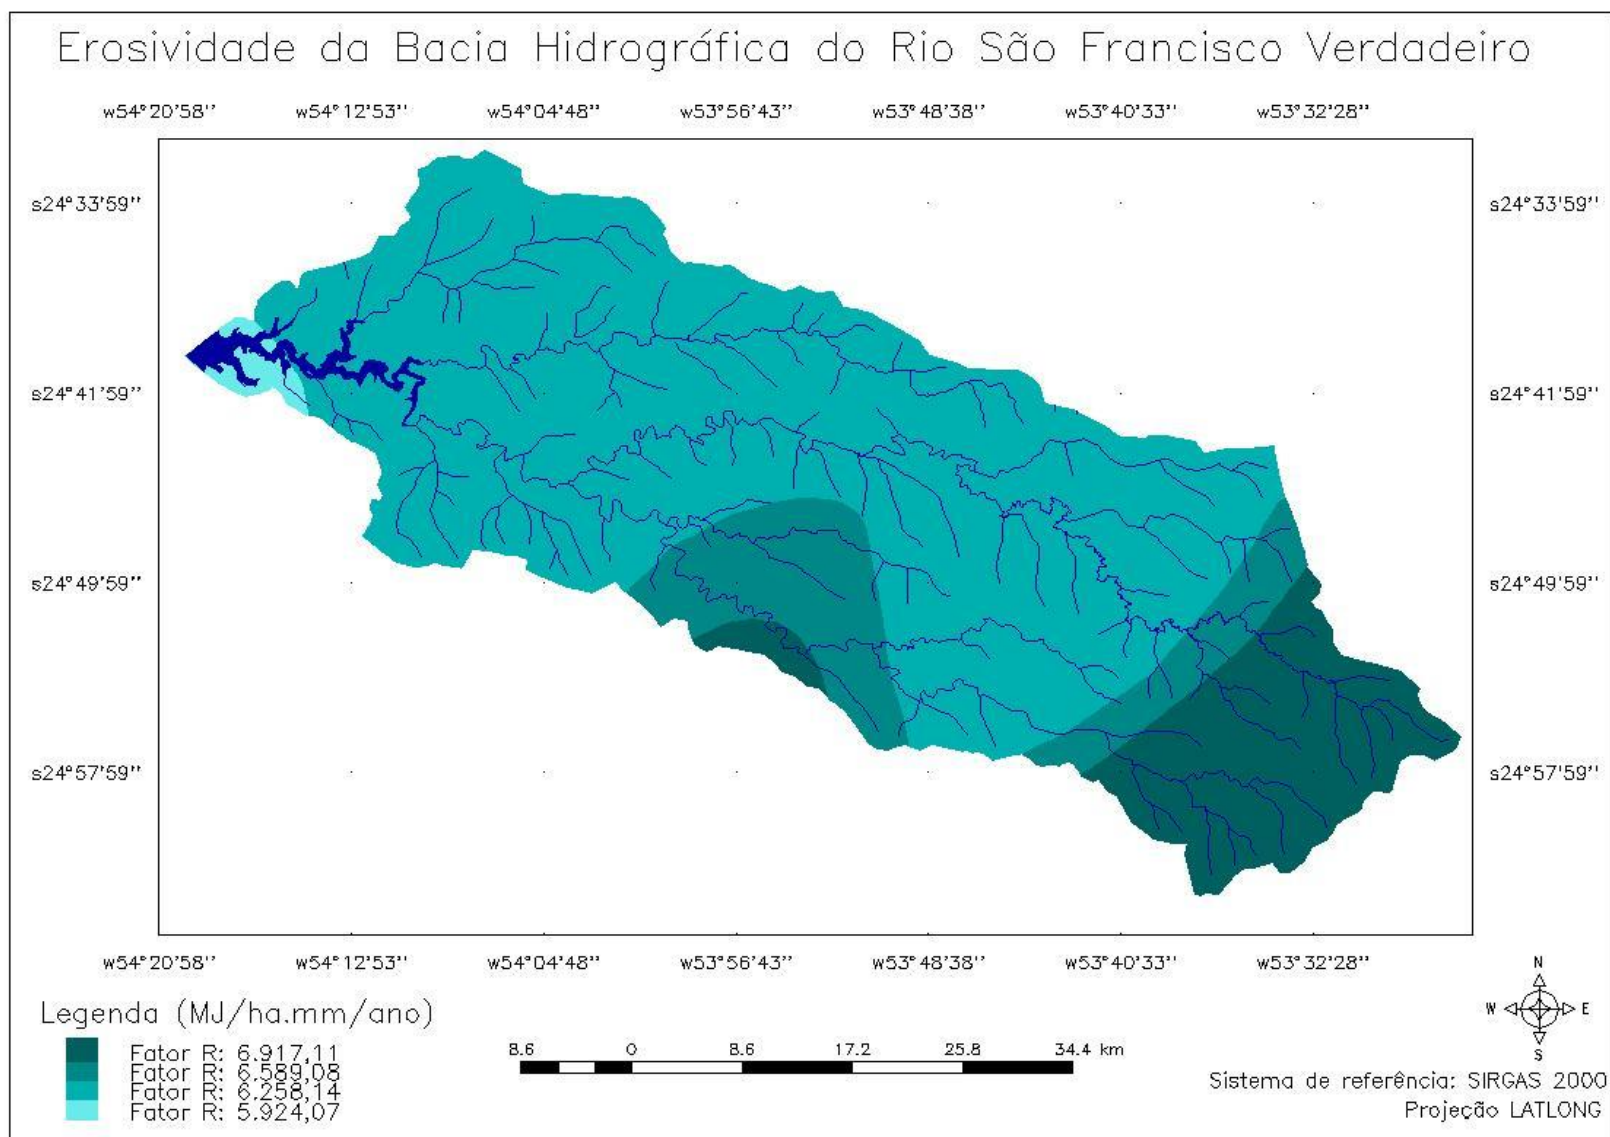 Erosividade da Bacia Hidrográfica do Rio São Francisco Verdadeiro
w54°20'58'' w54°12'53'' w54°04'48'' w53°56'43'' w53°48'38'' w53°40'33'' w53°32'28''
s24°33'59'' s24°33'59''
s24°41'59'' s24°41'59''
s24°49'59'' s24°49'59''
s24°57'59'' s24°57'59''
w54°20'58'' w54°12'53'' w54°04'48'' w53°56'43'' w53°48'38'' w53°40'33'' w53°32'28''
N
W E
S
Legenda (MJ/ha.mm/ano)
Fator R: 6.917,11
Fator R: 6.589,08
Fator R: 6.258,14
Fator R: 5.924,07
8.6 0 8.6 17.2 25.8 34.4 km
Sistema de referência: SIRGAS 2000
Projeção LATLONG